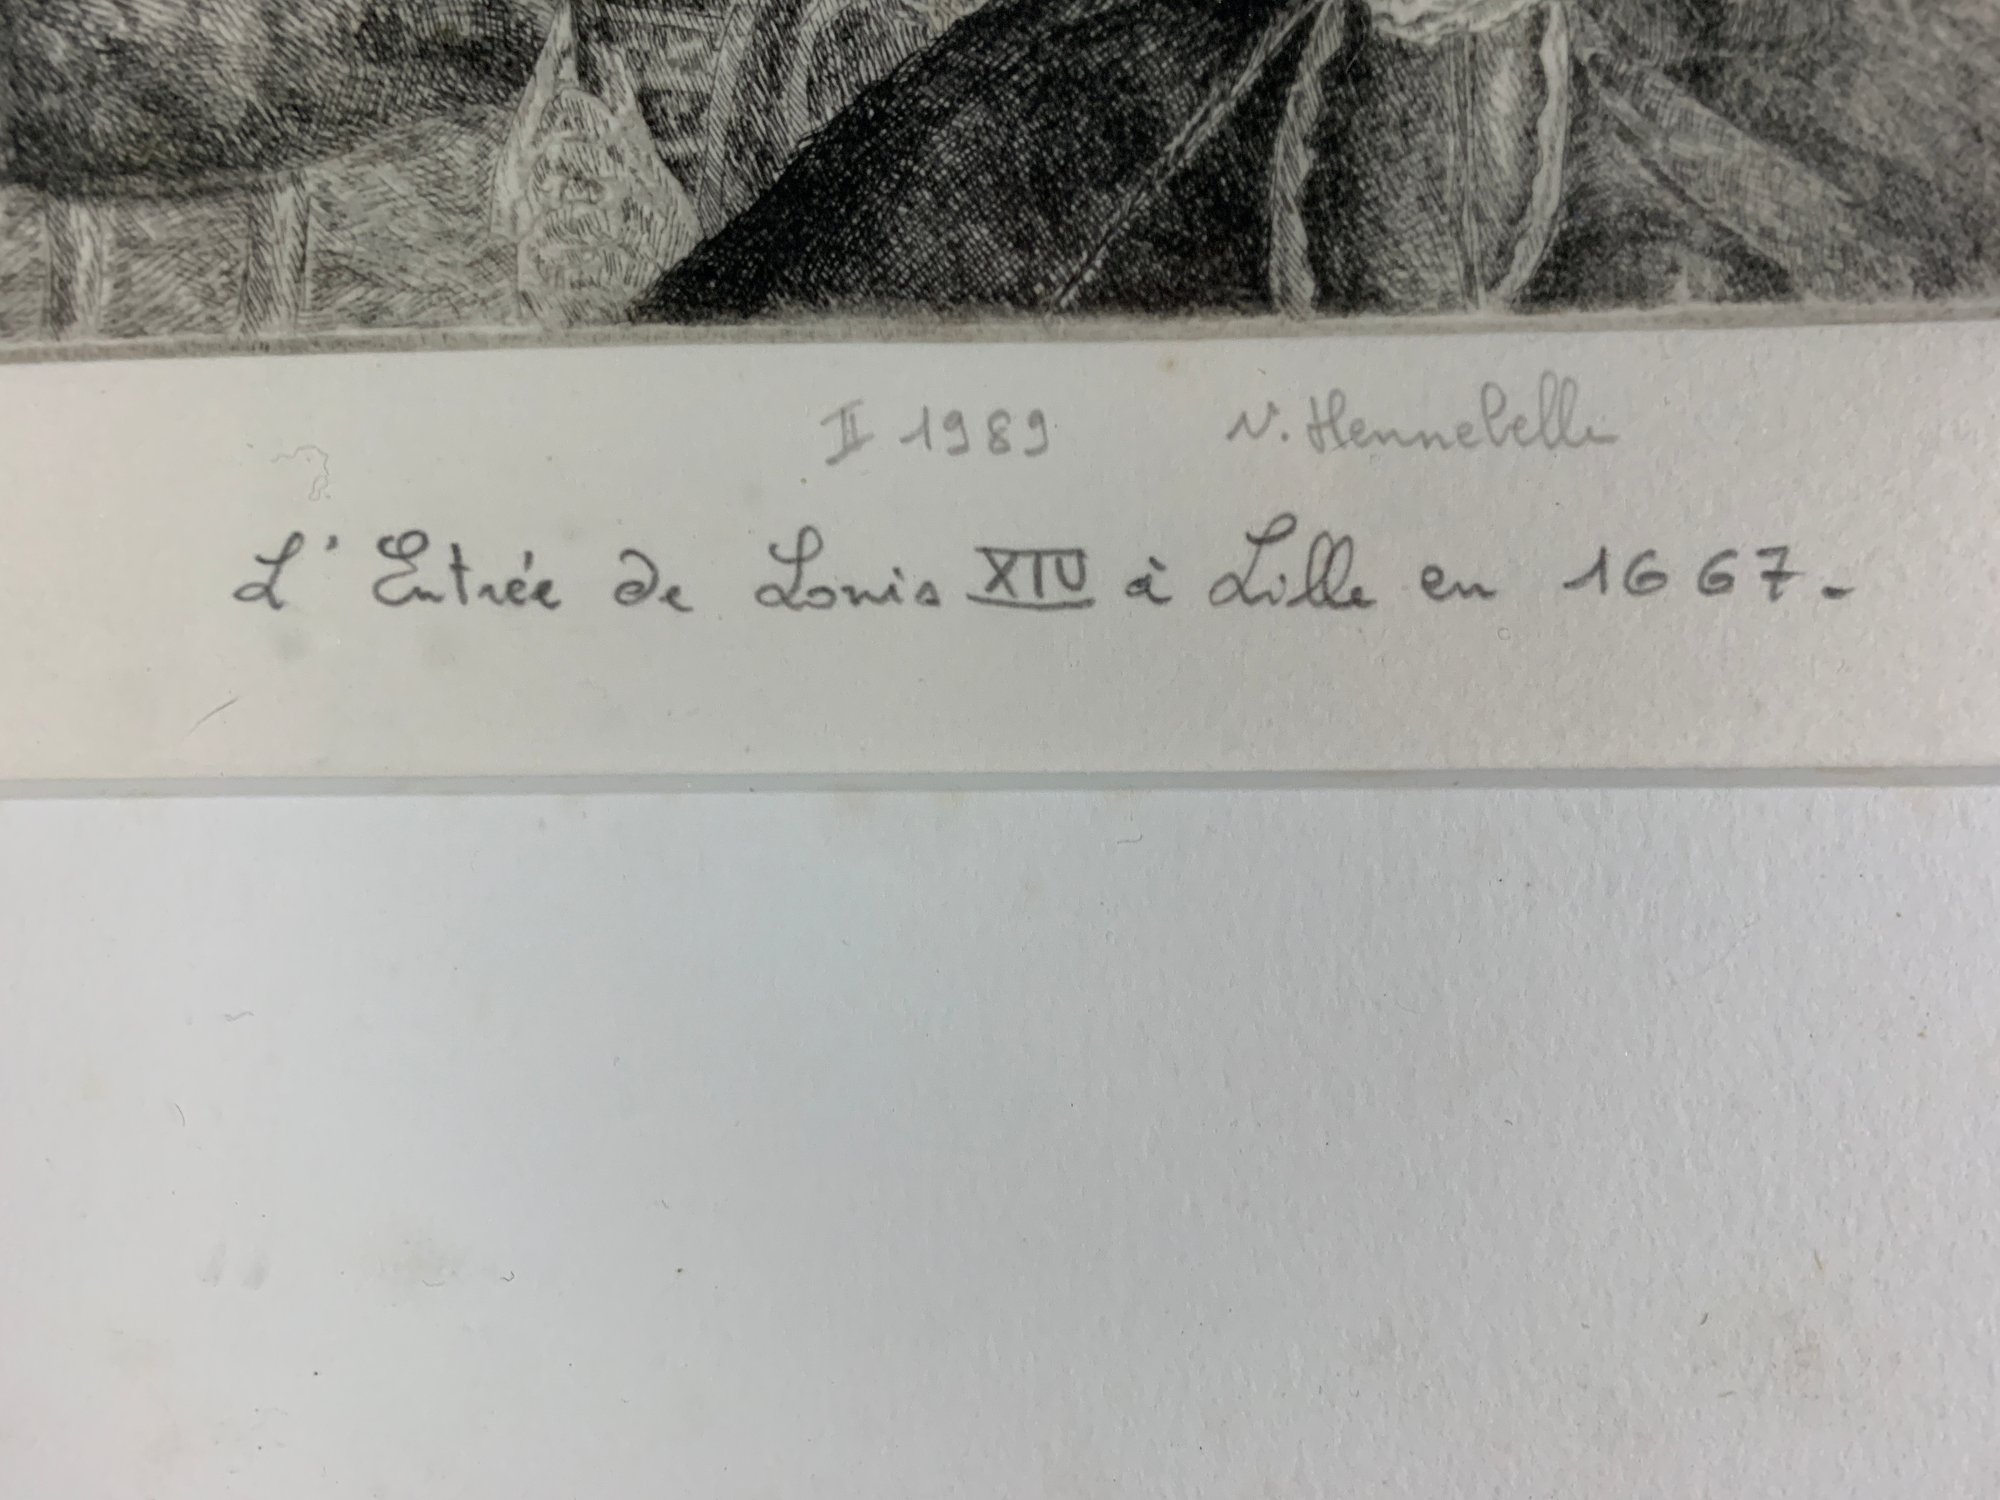 II 1989 N. Hennebelle
L'Entrée de Louis XIV à Lille en 1667.